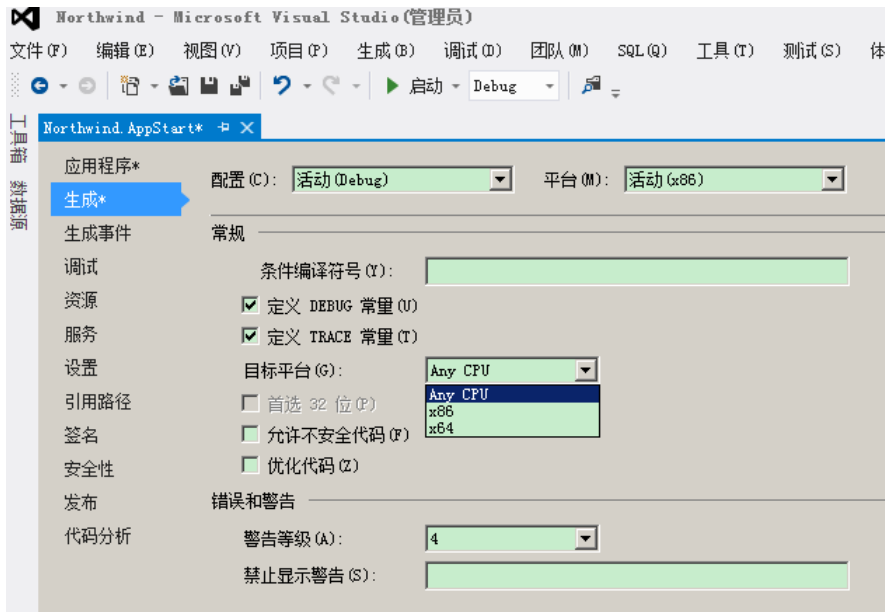 Northwind - Microsoft Visual Studio(管理员)
文件(F) 编辑(E) 视图(V) 项目(P) 生成(B) 调试(D) 团队(M) SQL(Q) 工具(T) 测试(S) 体
启动 Debug
工具箱
数据源
Northwind.AppStart*
应用程序*
生成*
生成事件
调试
资源
服务
设置
引用路径
签名
安全性
发布
代码分析
配置(C): 活动(Debug) 平台(M): 活动(x86)
常规
条件编译符号(Y):
定义 DEBUG 常量(U)
定义 TRACE 常量(T)
目标平台(G): Any CPU
Any CPU
x86
x64
首选 32 位(P)
允许不安全代码(F)
优化代码(Z)
错误和警告
警告等级(A): 4
禁止显示警告(S):